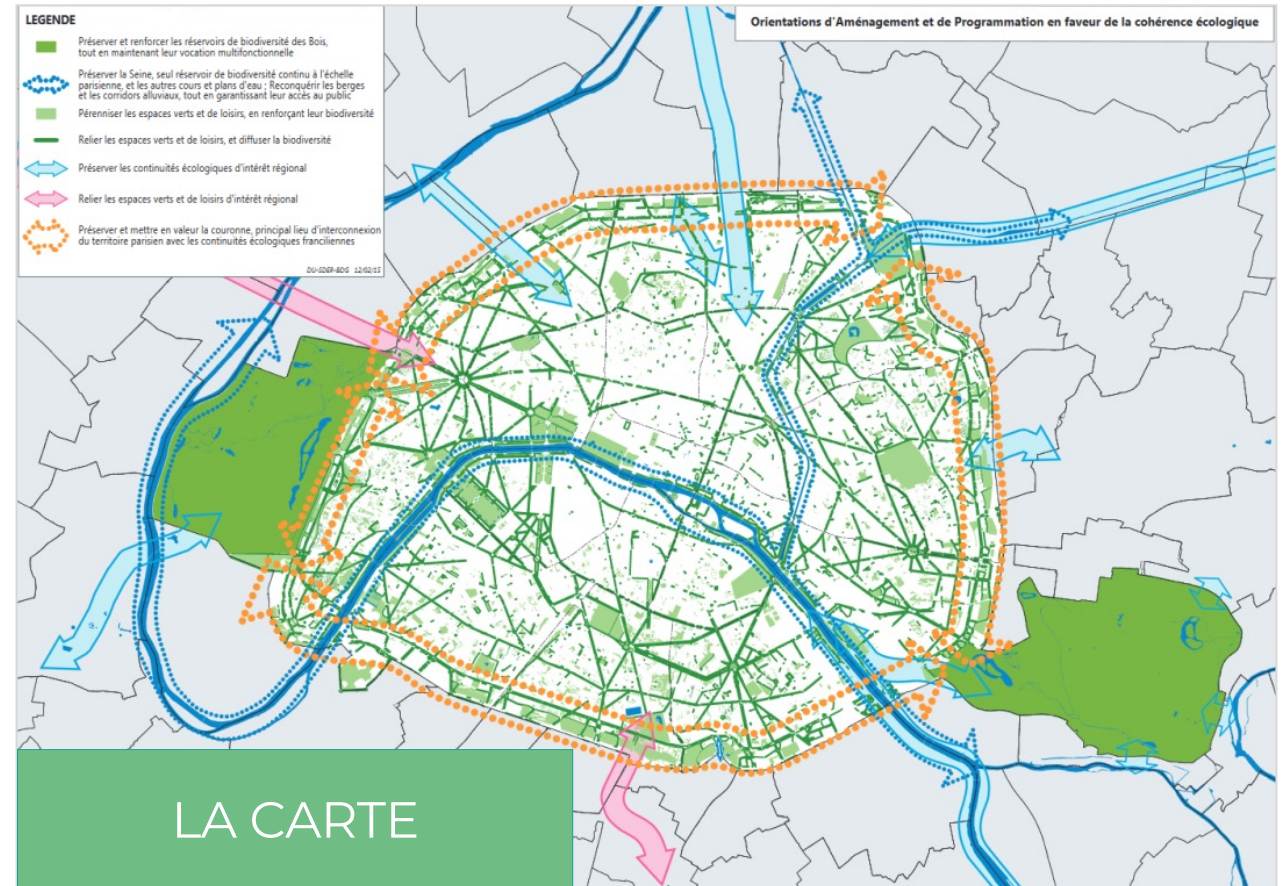 LEGENDE
Préserver et renforcer les réservoirs de biodiversité des Bois,
tout en maintenant leur vocation multifonctionnelle
Préserver la Seine, seul réservoir de biodiversité continu à l'échelle
parisienne, et les autres cours et plans d'eau ; Reconquérir les berges
et les corridors alluviaux, tout en garantissant leur accès au public
Pérenniser les espaces verts et de loisirs, en renforçant leur biodiversité
Relier les espaces verts et de loisirs, et diffuser la biodiversité
Préserver les continuités écologiques d'intérêt régional
Relier les espaces verts et de loisirs d'intérêt régional
Préserver et mettre en valeur la couronne, principal lieu d'interconnexion
du territoire parisien avec les continuités écologiques franciliennes
DU-SDER-BDG 12/02/15
Orientations d'Aménagement et de Programmation en faveur de la cohérence écologique
LA CARTE